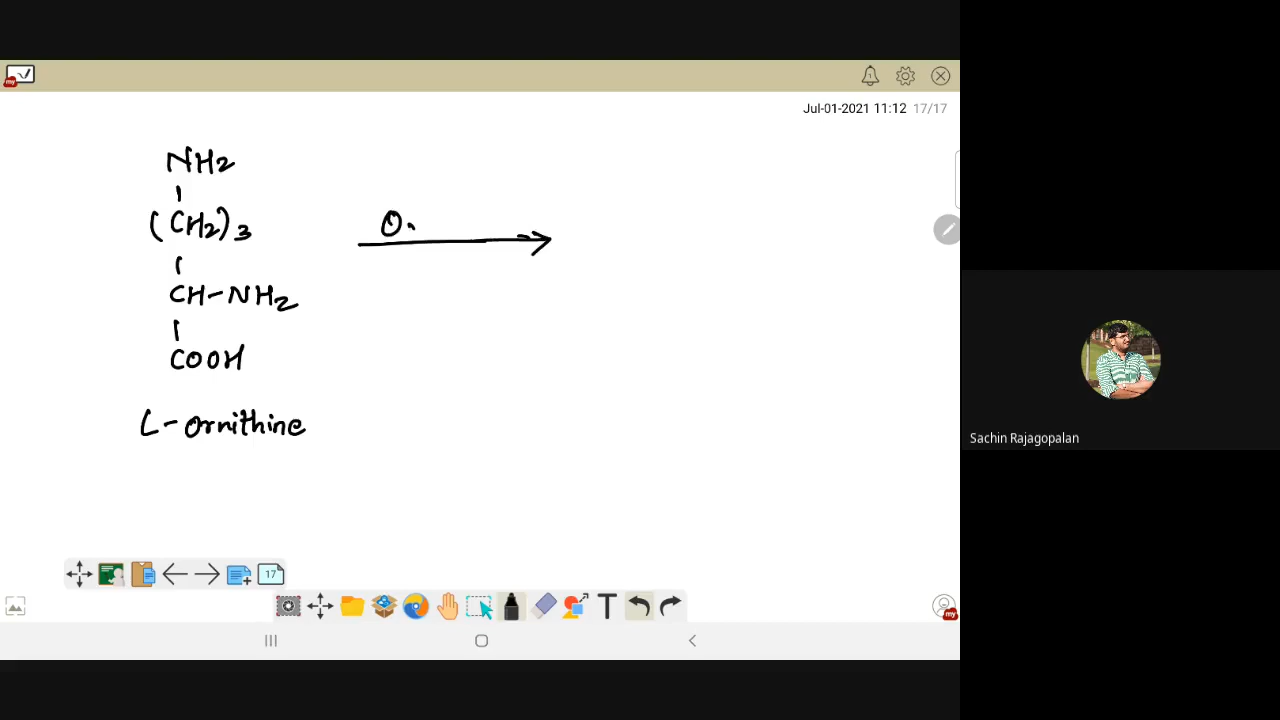 Jul-01-2021 11:12 17/17
NH2
(CH2)3
CH-NH2
COOH
L-ornithine
O.
Sachin Rajagopalan
17